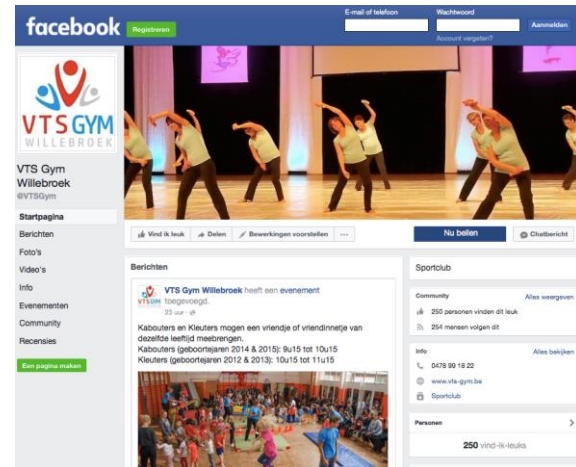 facebook
Registreren
E-mail of telefoon
Wachtwoord
Aanmelden
Account vergeten?
VTS GYM
WILLEBROEK
VTS Gym
Willebroek
@VTSGym
Startpagina
Berichten
Foto's
Video's
Info
Evenementen
Community
Recensies
Een pagina maken
Vind ik leuk
Delen
Bewerkingen voorstellen
Nu bellen
Chatbericht
Berichten
VTS GYM
VTS Gym Willebroek heeft een evenement
toegevoegd.
23 uur
Kabouters en Kleuters mogen een vriendje of vriendinnetje van
dezelfde leeftijd meebrengen.
Kabouters (geboortejaren 2014 & 2015): 9u15 tot 10u15
Kleuters (geboortejaren 2012 & 2013): 10u15 tot 11u15
Sportclub
Community
Alles weergeven
250 personen vinden dit leuk
254 mensen volgen dit
Info
Alles bekijken
0478 99 18 22
www.vts-gym.be
Sportclub
Personen
250 vind-ik-leuks